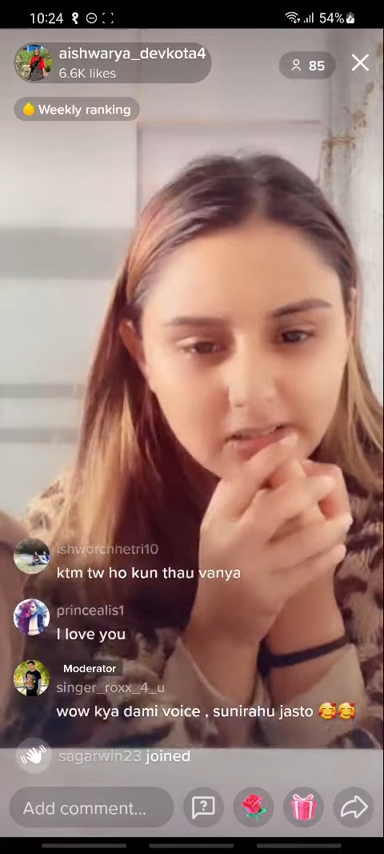 10:24
54%
aishwarya_devkota4
6.6K likes
85
Weekly ranking
ishworchhetri10
ktm tw ho kun thau vanya
princealis1
I love you
Moderator
singer_roxx_4_u
wow kya dami voice , sunirahu jasto 🥰🥰
sagarwin23 joined
Add comment...